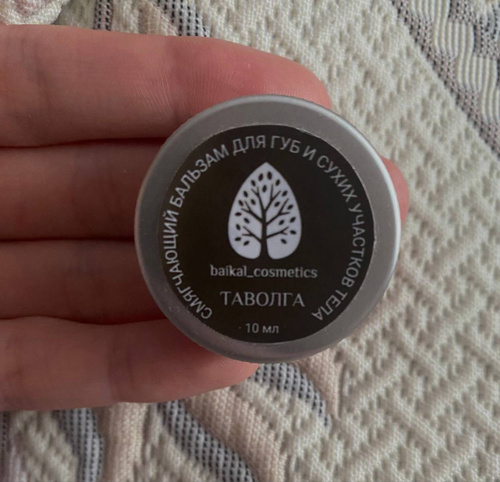 СМЯГЧАЮЩИЙ БАЛЬЗАМ ДЛЯ ГУБ И СУХИХ УЧАСТКОВ ТЕЛА
baikal_cosmetics
ТАВОЛГА
10 мл